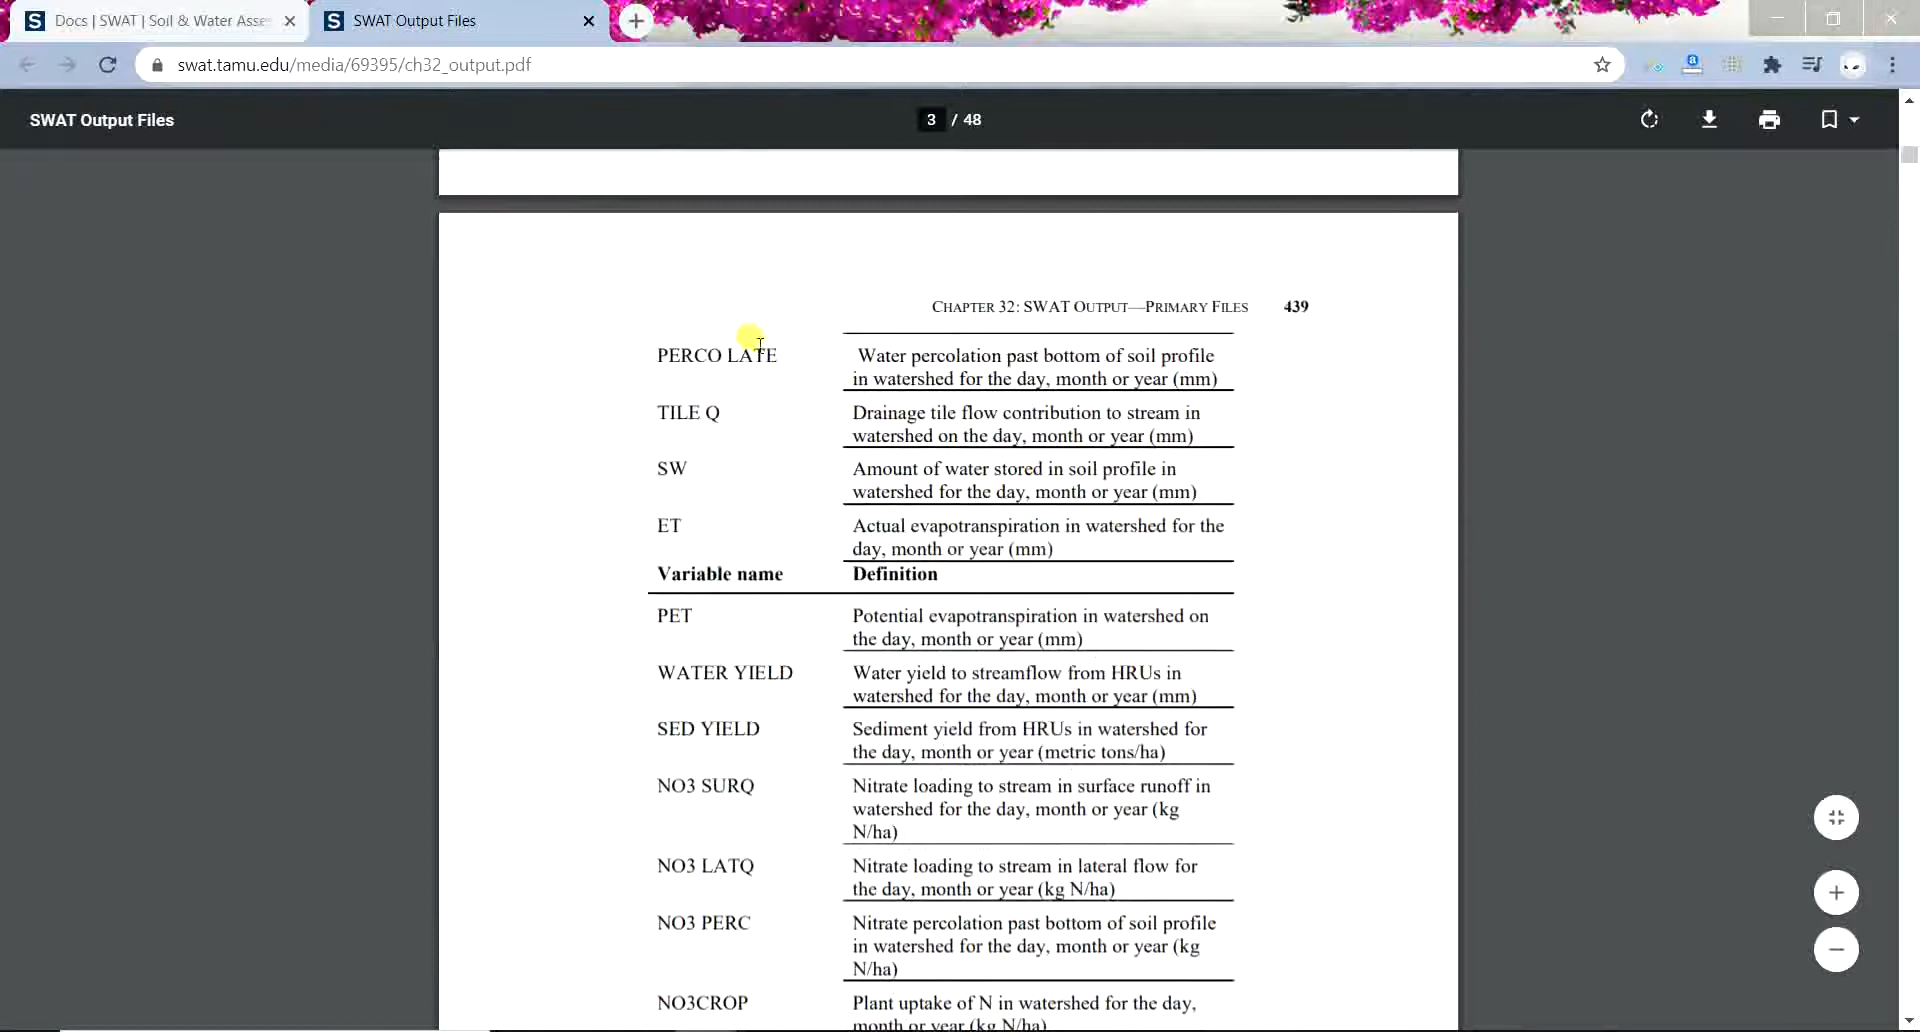 Docs | SWAT | Soil & Water Asse
SWAT Output Files
swat.tamu.edu/media/69395/ch32_output.pdf
SWAT Output Files
3 / 48
CHAPTER 32: SWAT OUTPUT—PRIMARY FILES 439
PERCO LATE Water percolation past bottom of soil profile
in watershed for the day, month or year (mm)
TILE Q Drainage tile flow contribution to stream in
watershed on the day, month or year (mm)
SW Amount of water stored in soil profile in
watershed for the day, month or year (mm)
ET Actual evapotranspiration in watershed for the
day, month or year (mm)
Variable name Definition
PET Potential evapotranspiration in watershed on
the day, month or year (mm)
WATER YIELD Water yield to streamflow from HRUs in
watershed for the day, month or year (mm)
SED YIELD Sediment yield from HRUs in watershed for
the day, month or year (metric tons/ha)
NO3 SURQ Nitrate loading to stream in surface runoff in
watershed for the day, month or year (kg
N/ha)
NO3 LATQ Nitrate loading to stream in lateral flow for
the day, month or year (kg N/ha)
NO3 PERC Nitrate percolation past bottom of soil profile
in watershed for the day, month or year (kg
N/ha)
NO3CROP Plant uptake of N in watershed for the day,
month or year (kg N/ha)